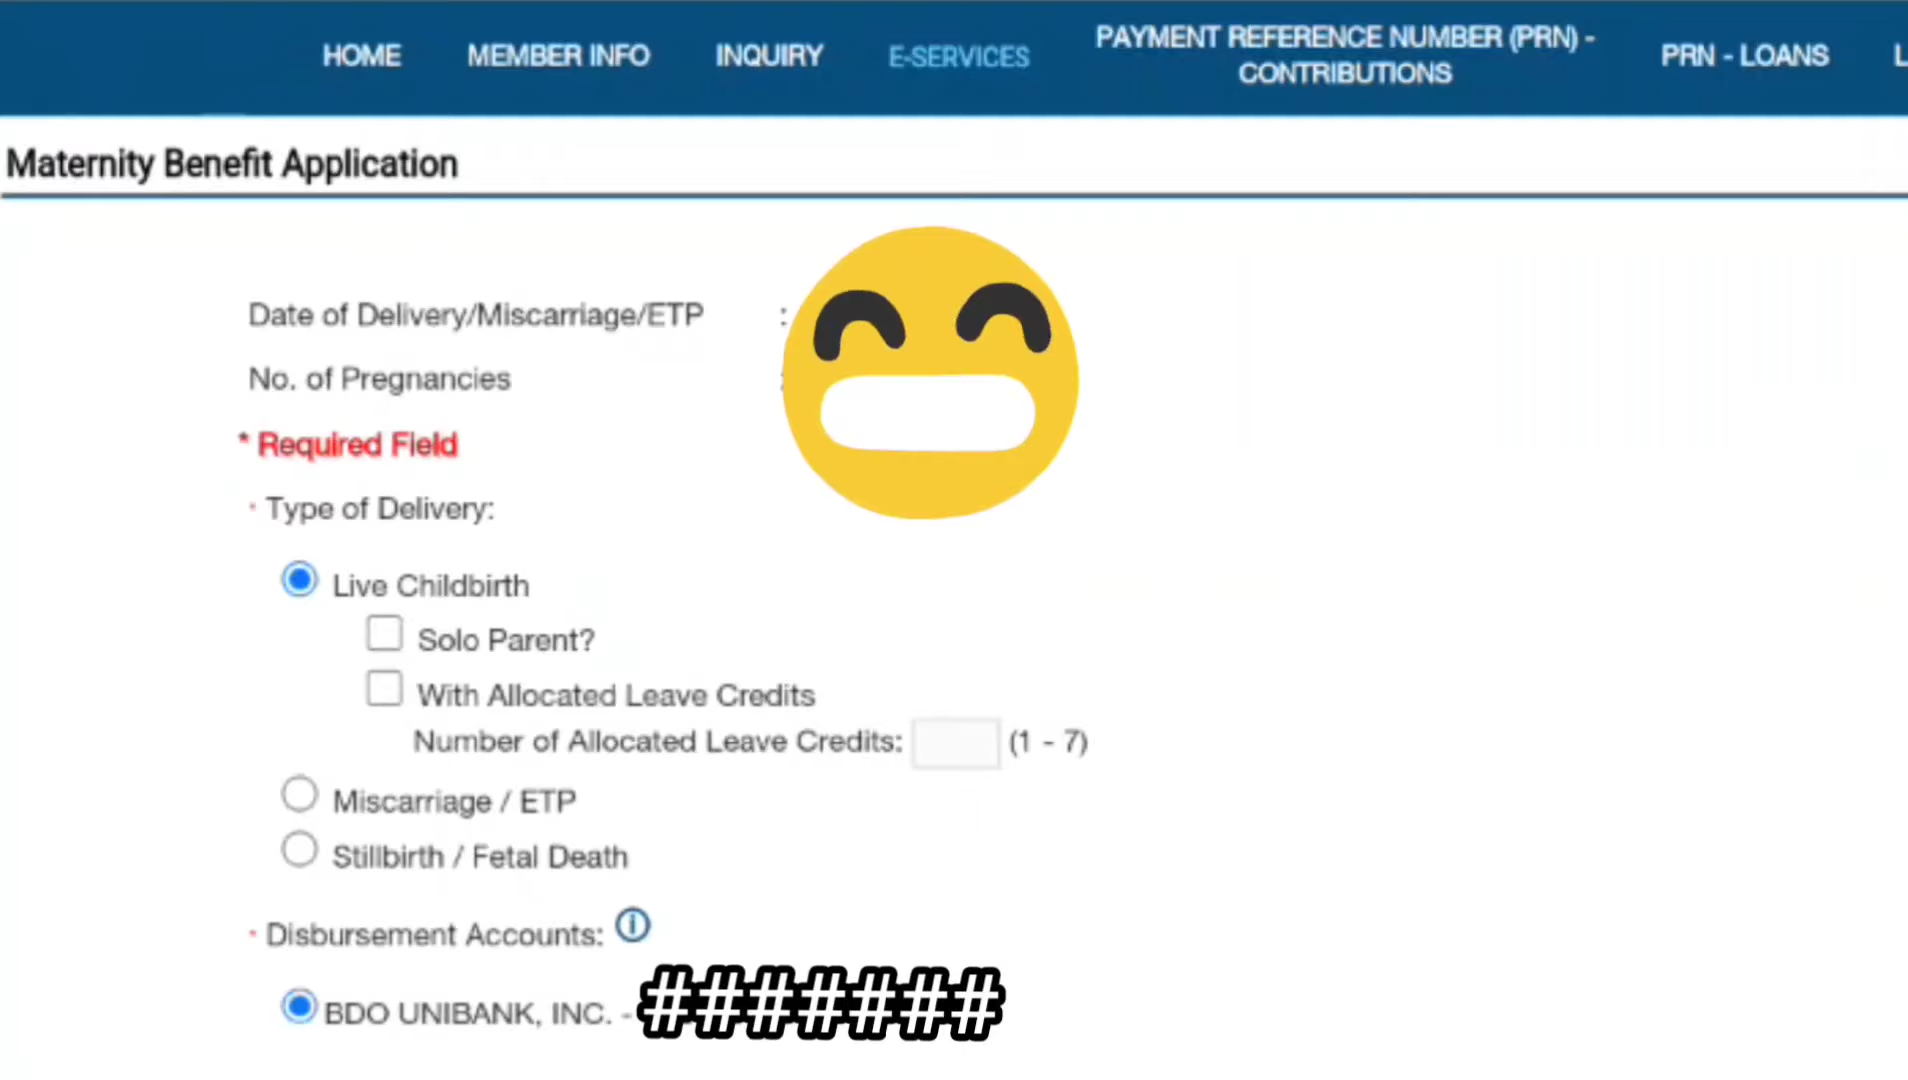 HOME MEMBER INFO INQUIRY E-SERVICES PAYMENT REFERENCE NUMBER (PRN) - CONTRIBUTIONS PRN - LOANS L
Maternity Benefit Application
Date of Delivery/Miscarriage/ETP :
No. of Pregnancies :
* Required Field
* Type of Delivery:
Live Childbirth
Solo Parent?
With Allocated Leave Credits
Number of Allocated Leave Credits: (1 - 7)
Miscarriage / ETP
Stillbirth / Fetal Death
* Disbursement Accounts: i
BDO UNIBANK, INC. - #######